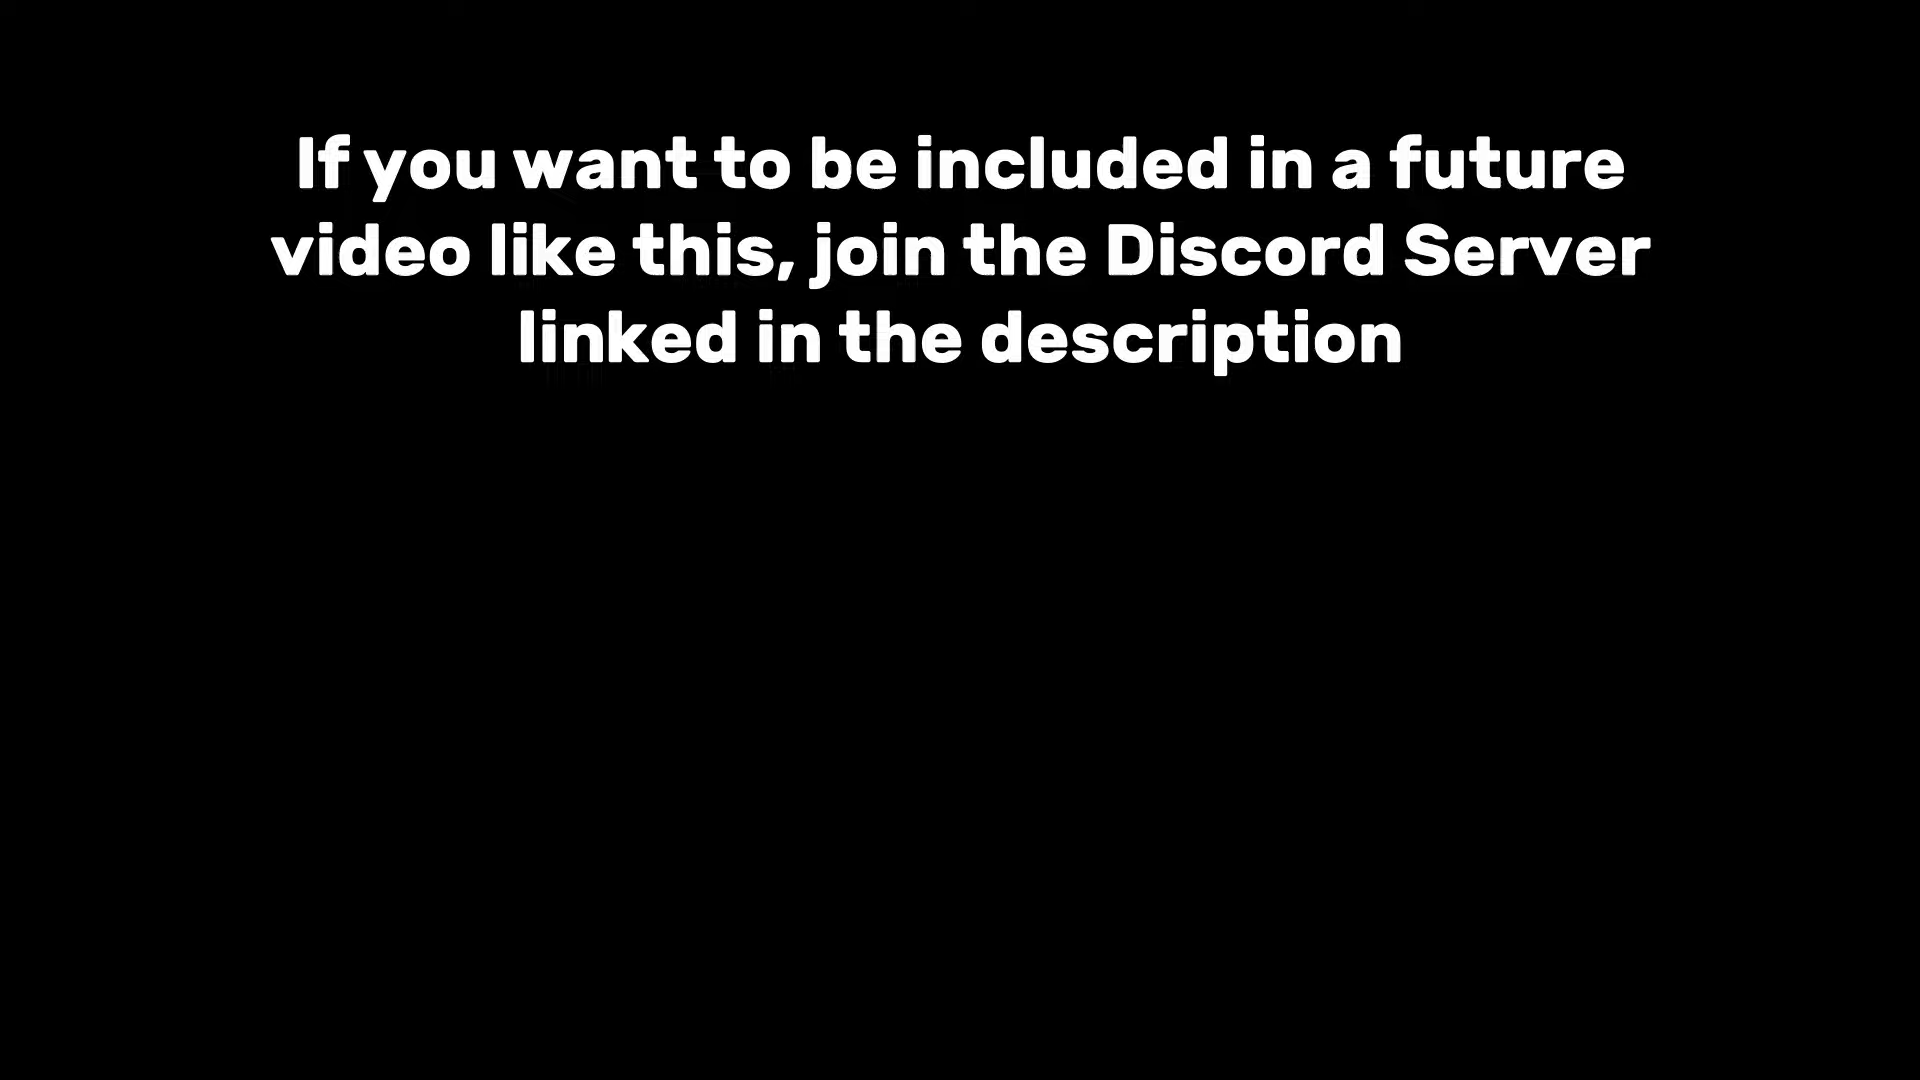 If you want to be included in a future
video like this, join the Discord Server
linked in the description